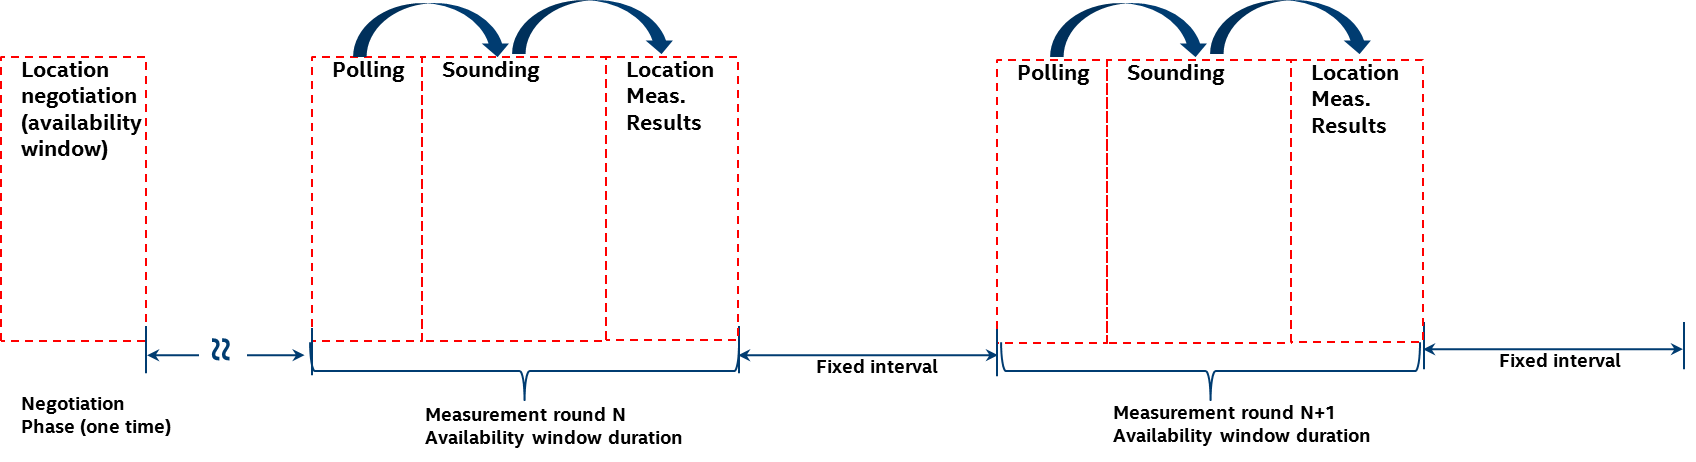 Location
negotiation
(availability
window)
Polling
Sounding
Location
Meas.
Results
Polling
Sounding
Location
Meas.
Results
Fixed interval
Fixed interval
Negotiation
Phase (one time)
Measurement round N
Availability window duration
Measurement round N+1
Availability window duration